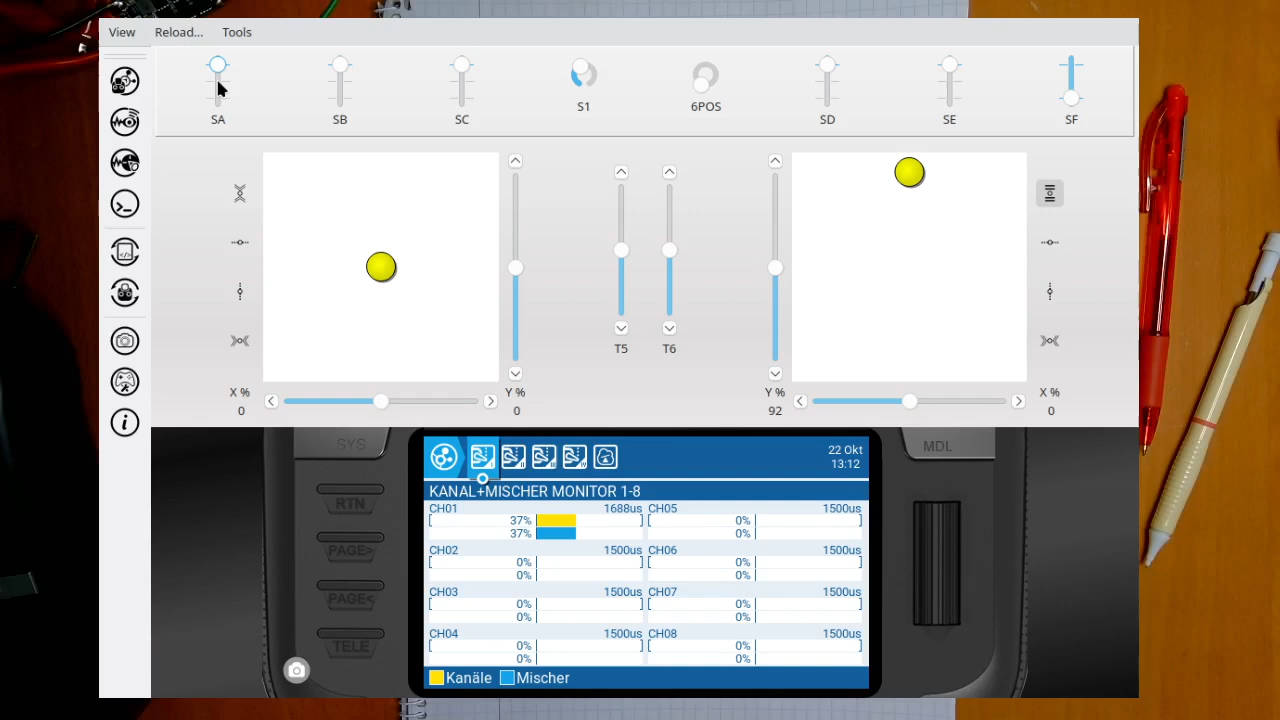 View Reload... Tools
SA SB SC S1 6POS SD SE SF
T5 T6
X % Y % Y % X %
0 0 92 0
SYS MDL
RTN
PAGE>
PAGE<
TELE
22 Okt
13:12
KANAL+MISCHER MONITOR 1-8
CH01 1688us CH05 1500us
37% 0%
37% 0%
CH02 1500us CH06 1500us
0% 0%
0% 0%
CH03 1500us CH07 1500us
0% 0%
0% 0%
CH04 1500us CH08 1500us
0% 0%
0% 0%
Kanäle Mischer